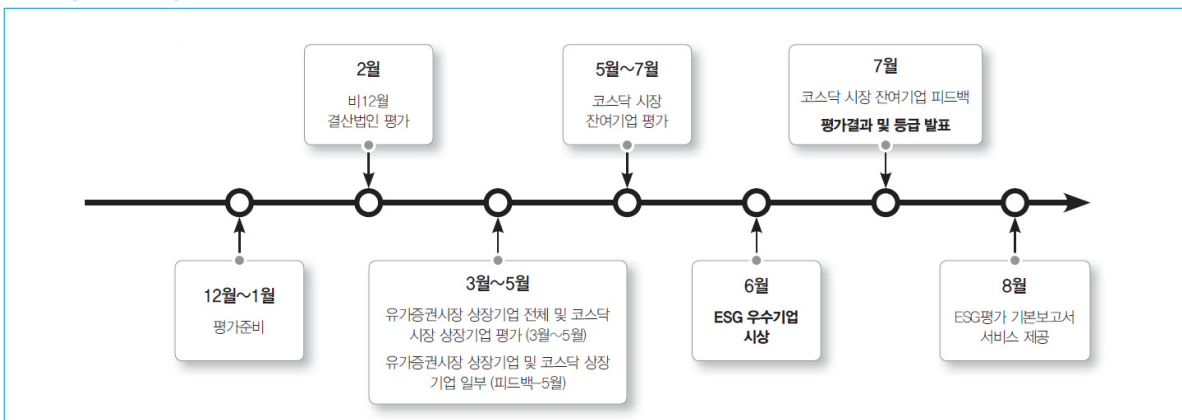 2월
비12월
결산법인 평가
5월~7월
코스닥 시장
잔여기업 평가
7월
코스닥 시장 잔여기업 피드백
평가결과 및 등급 발표
12월~1월
평가준비
3월~5월
유가증권시장 상장기업 전체 및 코스닥
시장 상장기업 평가 (3월~5월)
유가증권시장 상장기업 및 코스닥 상장
기업 일부 (피드백-5월)
6월
ESG 우수기업
시상
8월
ESG평가 기본보고서
서비스 제공